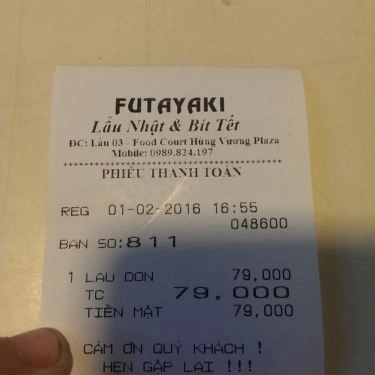 FUTAYAKI
Lẩu Nhật & Bít Tết
ĐC: Lầu 03 - Food Court Hùng Vương Plaza
Mobile: 0989.824.197
PHIẾU THANH TOÁN
REG 01-02-2016 16:55
048600
BAN SO:811
1 LAU DON 79,000
TC 79,000
TIỀN MẶT 79,000
CÁM ƠN QUÝ KHÁCH !
HẸN GẶP LẠI !!!